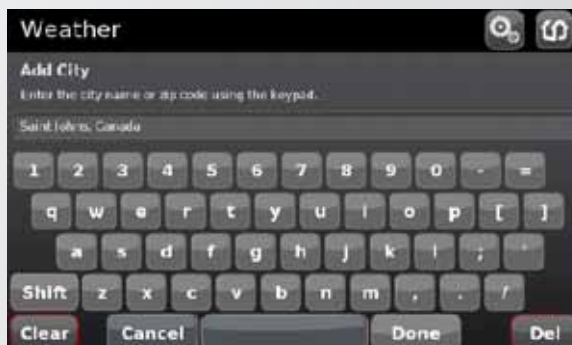 Weather
Add City
Enter the city name or zip code using the keypad.
Saint Johns, Canada
1 2 3 4 5 6 7 8 9 0 - =
q w e r t y u i o p [ ]
a s d f g h j k l ; '
Shift z x c v b n m , . /
Clear Cancel Done Del